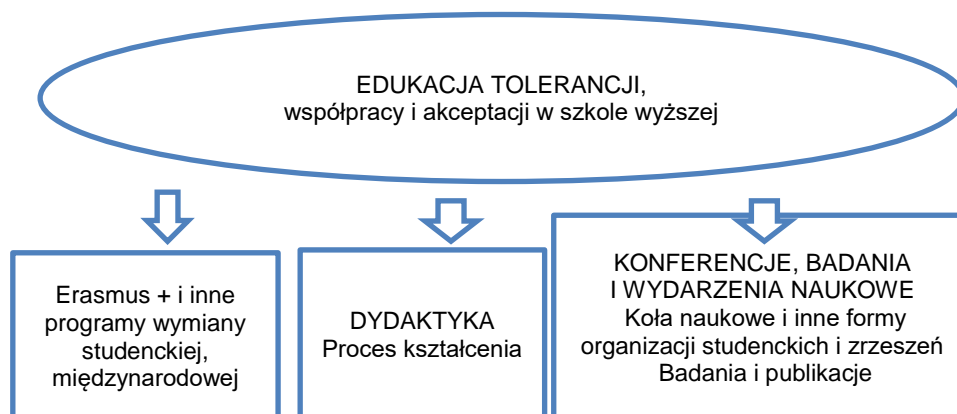 EDUKACJA TOLERANCJI,
współpracy i akceptacji w szkole wyższej
Erasmus + i inne
programy wymiany
studenckiej,
międzynarodowej
DYDAKTYKA
Proces kształcenia
KONFERENCJE, BADANIA
I WYDARZENIA NAUKOWE
Koła naukowe i inne formy
organizacji studenckich i zrzeszeń
Badania i publikacje